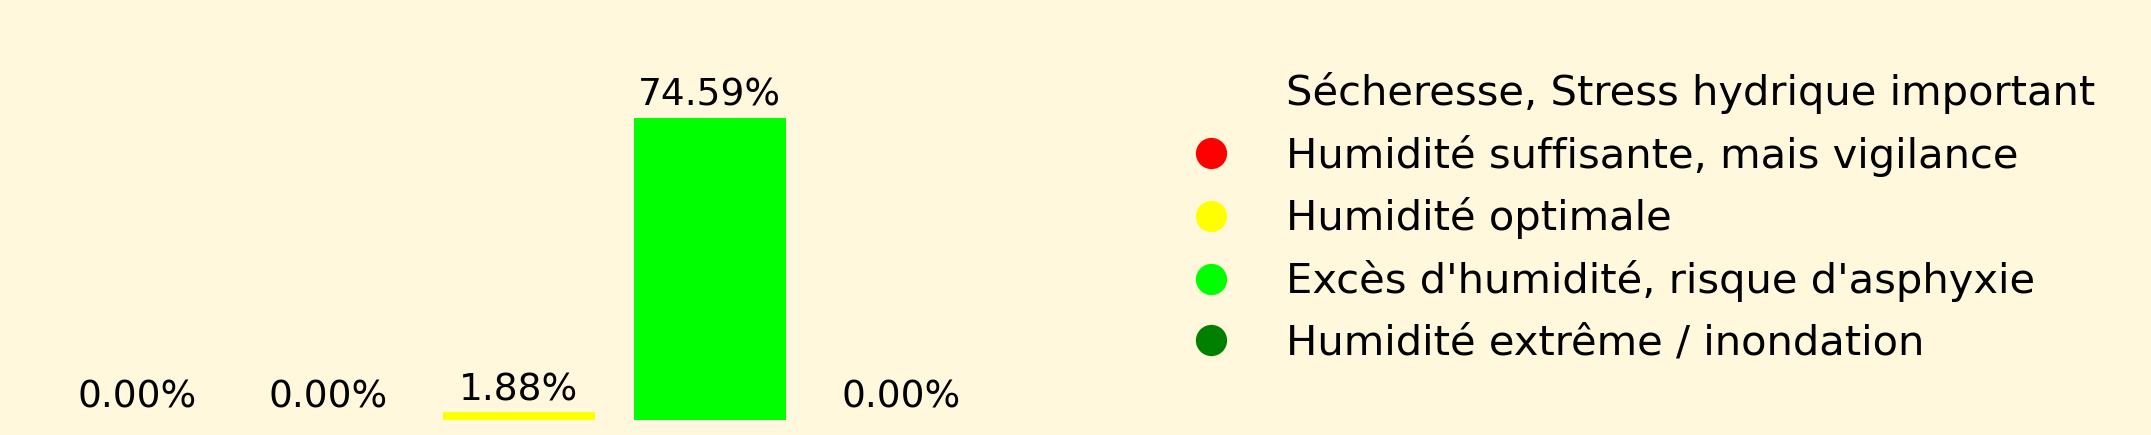 74.59%
1.88%
0.00%
0.00%
0.00%
Sécheresse, Stress hydrique important
Humidité suffisante, mais vigilance
Humidité optimale
Excès d'humidité, risque d'asphyxie
Humidité extrême / inondation